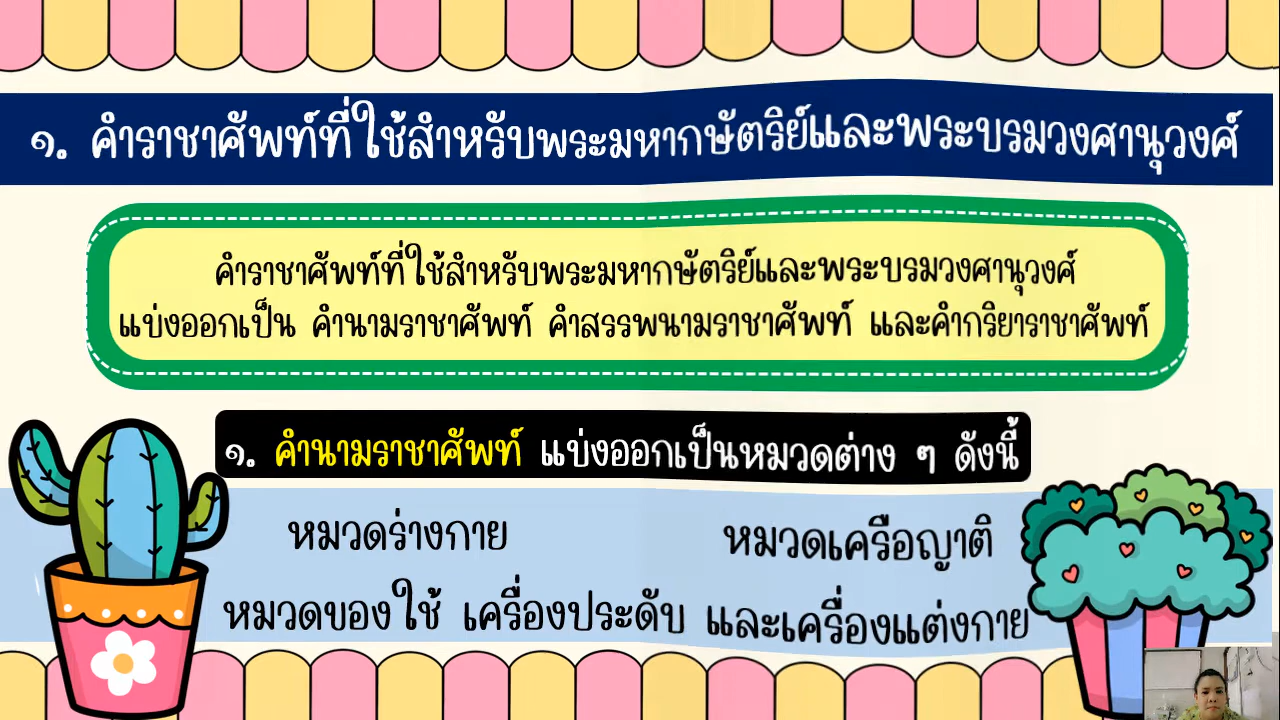 ๑. คำราชาศัพท์ที่ใช้สำหรับพระมหากษัตริย์และพระบรมวงศานุวงศ์
คำราชาศัพท์ที่ใช้สำหรับพระมหากษัตริย์และพระบรมวงศานุวงศ์
แบ่งออกเป็น คำนามราชาศัพท์ คำสรรพนามราชาศัพท์ และคำกริยาราชาศัพท์
๑. คำนามราชาศัพท์ แบ่งออกเป็นหมวดต่าง ๆ ดังนี้
หมวดร่างกาย หมวดเครือญาติ
หมวดของใช้ เครื่องประดับ และเครื่องแต่งกาย